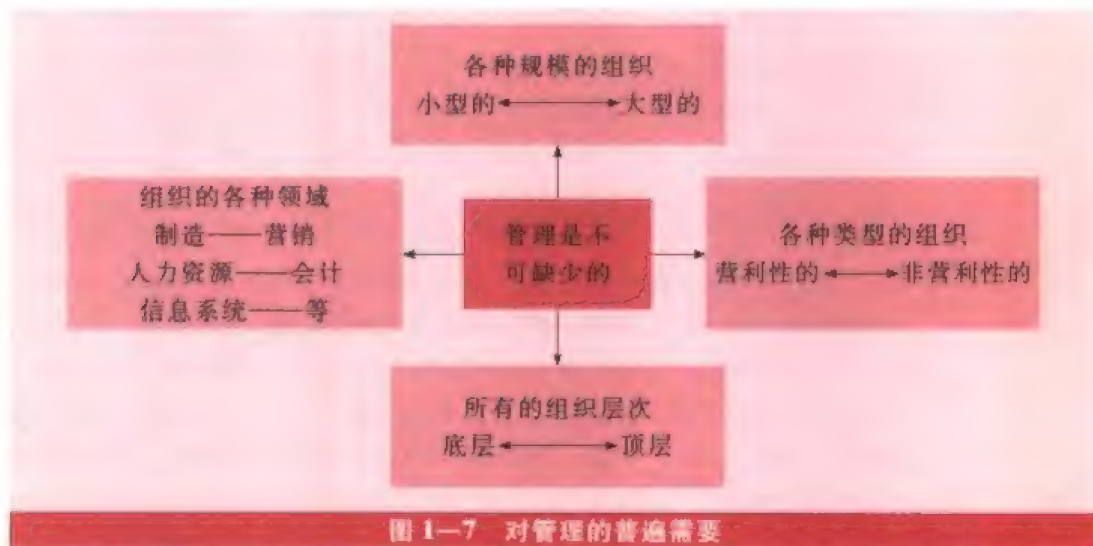 各种规模的组织
小型的⟷大型的
组织的各种领域
制造——营销
人力资源——会计
信息系统——等
管理是不
可缺少的
各种类型的组织
营利性的⟷非营利性的
所有的组织层次
底层⟷顶层
图 1—7 对管理的普遍需要